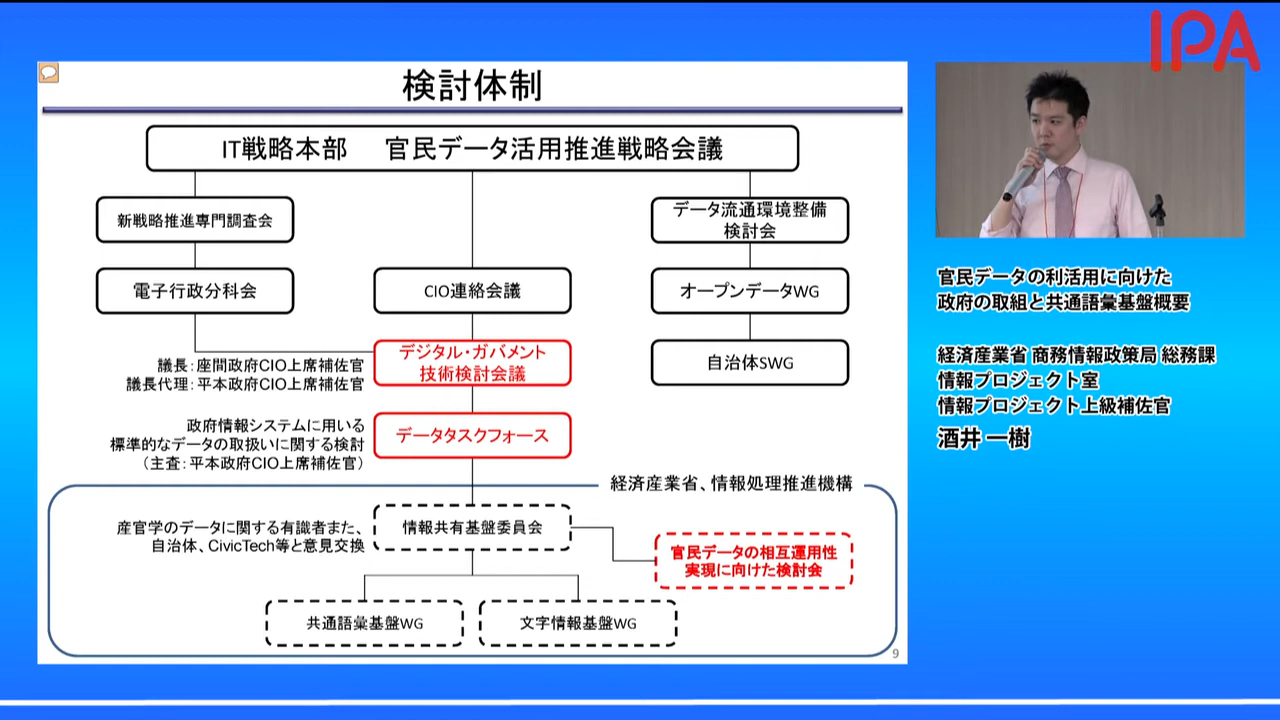 IPA
検討体制
IT戦略本部　官民データ活用推進戦略会議
新戦略推進専門調査会
データ流通環境整備
検討会
電子行政分科会
CIO連絡会議
オープンデータWG
議長：座間政府CIO上席補佐官
議長代理：平本政府CIO上席補佐官
デジタル・ガバメント
技術検討会議
自治体SWG
政府情報システムに用いる
標準的なデータの取扱いに関する検討
（主査：平本政府CIO上席補佐官）
データタスクフォース
経済産業省、情報処理推進機構
産官学のデータに関する有識者また、
自治体、CivicTech等と意見交換
情報共有基盤委員会
官民データの相互運用性
実現に向けた検討会
共通語彙基盤WG
文字情報基盤WG
9
官民データの利活用に向けた
政府の取組と共通語彙基盤概要
経済産業省 商務情報政策局 総務課
情報プロジェクト室
情報プロジェクト上級補佐官
酒井 一樹